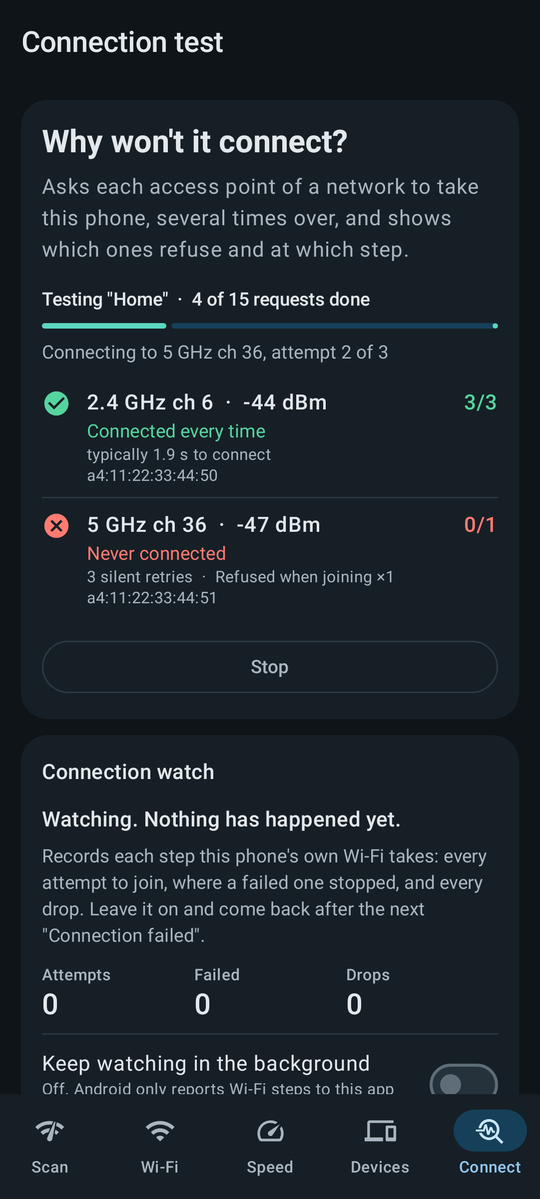 Connection test
Why won't it connect?
Asks each access point of a network to take
this phone, several times over, and shows
which ones refuse and at which step.
Testing "Home" · 4 of 15 requests done
Connecting to 5 GHz ch 36, attempt 2 of 3
2.4 GHz ch 6 · -44 dBm 3/3
Connected every time
typically 1.9 s to connect
a4:11:22:33:44:50
5 GHz ch 36 · -47 dBm 0/1
Never connected
3 silent retries · Refused when joining ×1
a4:11:22:33:44:51
Stop
Connection watch
Watching. Nothing has happened yet.
Records each step this phone's own Wi-Fi takes: every
attempt to join, where a failed one stopped, and every
drop. Leave it on and come back after the next
"Connection failed".
Attempts Failed Drops
0 0 0
Keep watching in the background
Off. Android only reports Wi-Fi steps to this app
Scan Wi-Fi Speed Devices Connect